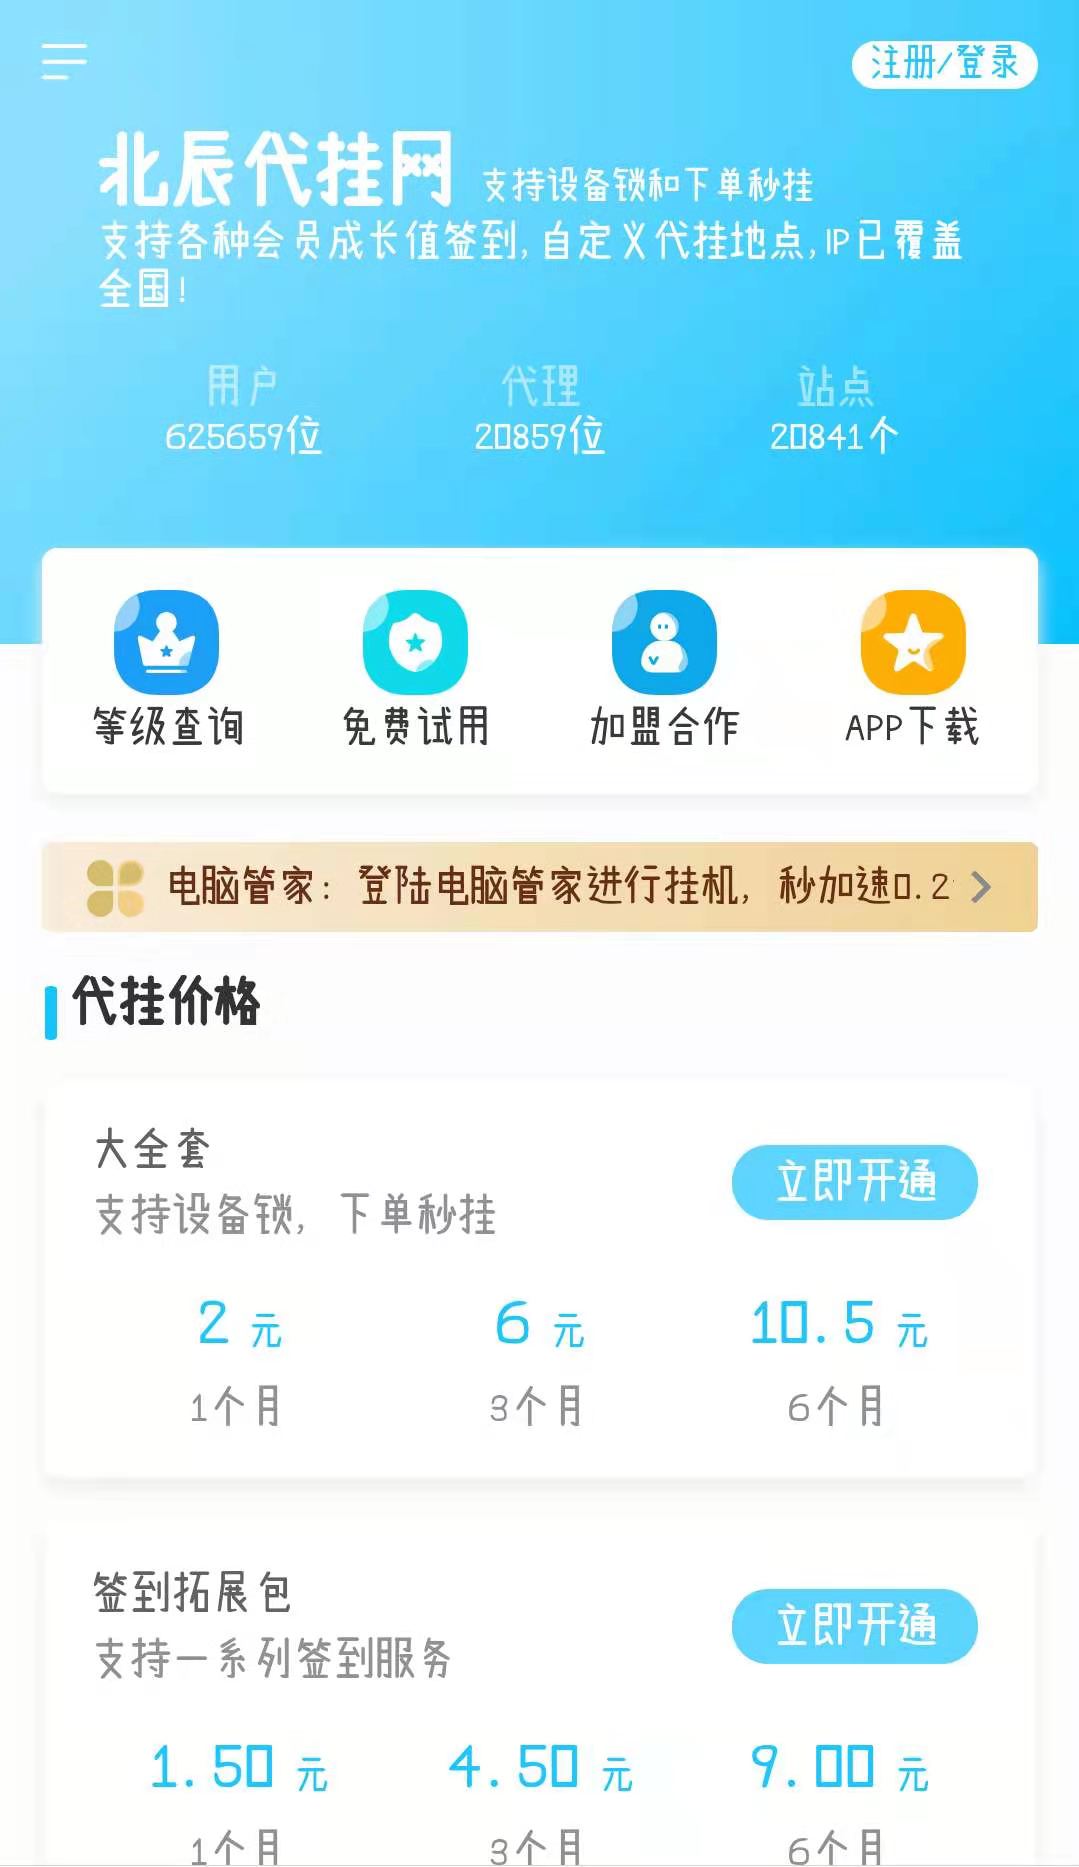 注册/登录
北辰代挂网 支持设备锁和下单秒挂
支持各种会员成长值签到,自定义代挂地点,IP已覆盖
全国!
用户 代理 站点
625659位 20859位 20841个
等级查询 免费试用 加盟合作 APP下载
电脑管家：登陆电脑管家进行挂机，秒加速0.2
代挂价格
大全套
支持设备锁，下单秒挂
立即开通
2 元 6 元 10.5 元
1个月 3个月 6个月
签到拓展包
支持一系列签到服务
立即开通
1.50 元 4.50 元 9.00 元
1个月 3个月 6个月